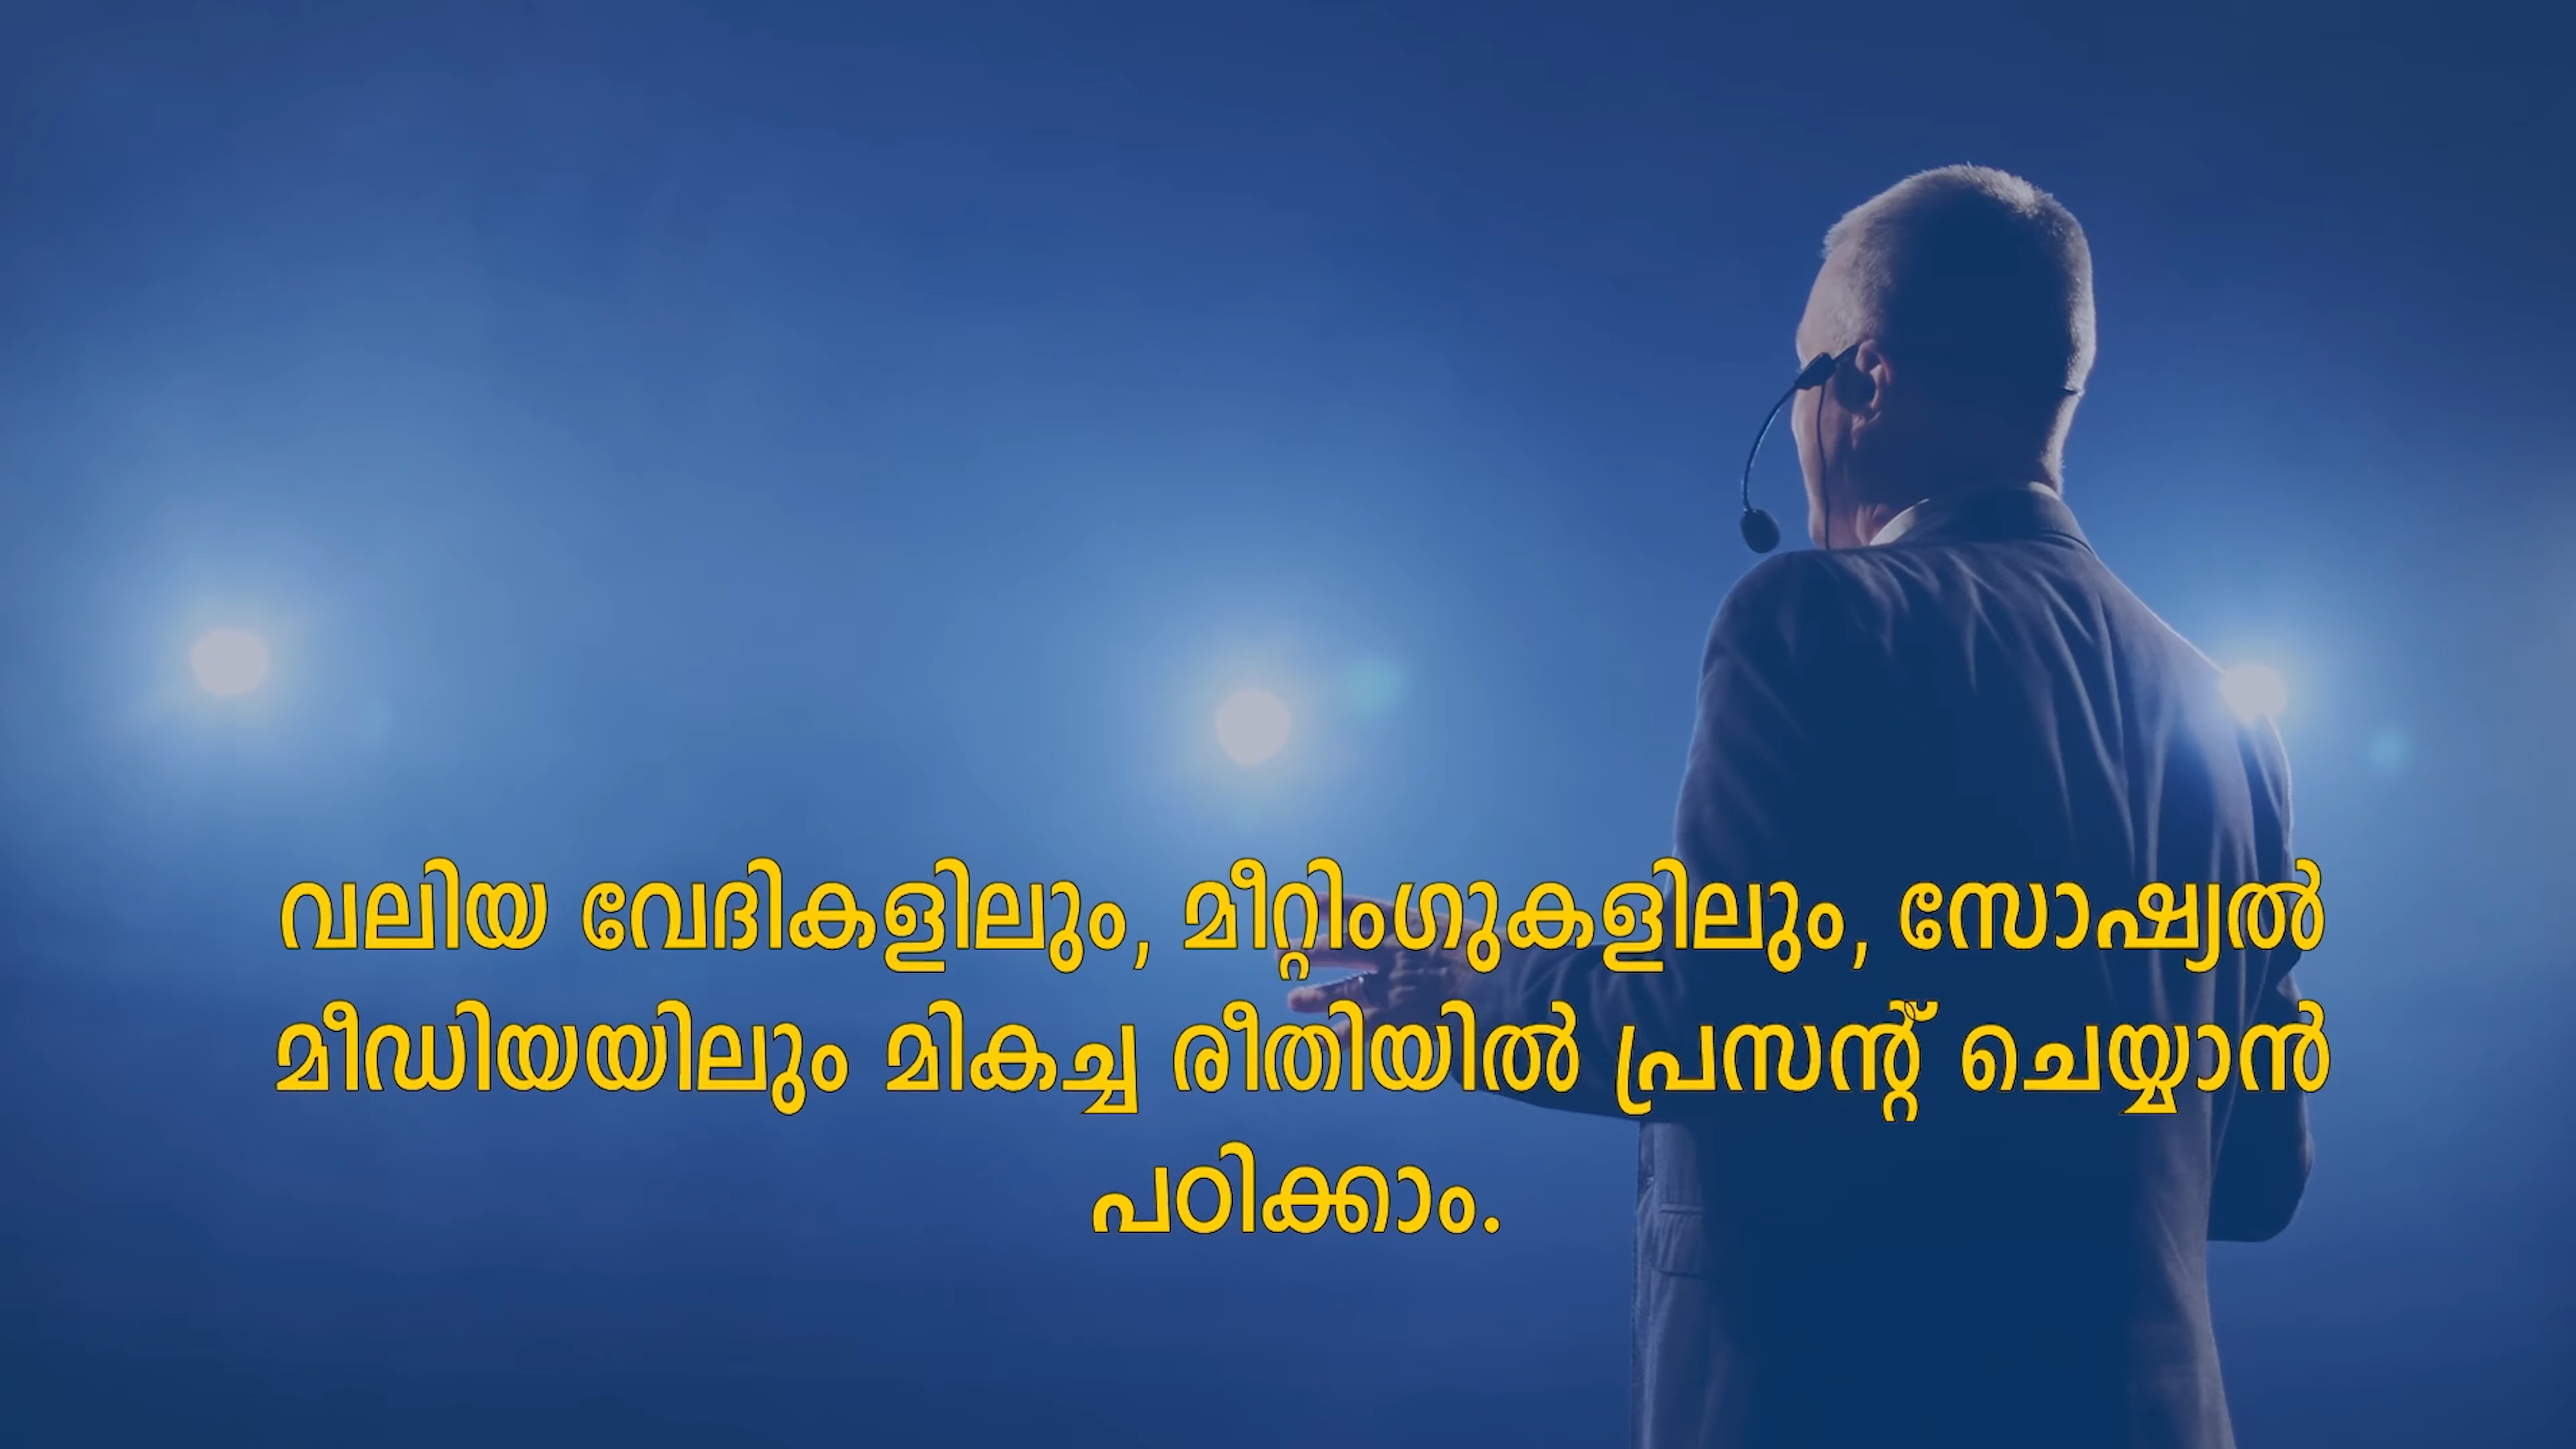 വലിയ വേദികളിലും, മീറ്റിംഗുകളിലും, സോഷ്യൽ
മീഡിയയിലും മികച്ച രീതിയിൽ പ്രസന്റ് ചെയ്യാൻ
പഠിക്കാം.